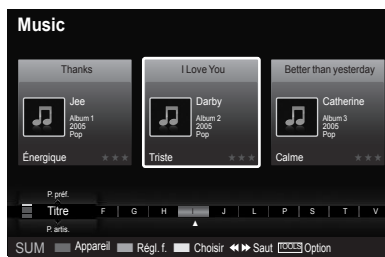 Music
Thanks
I Love You
Better than yesterday
Jee
Album 1
2005
Pop
Énergique
Darby
Album 2
2005
Pop
Triste
Catherine
Album 3
2005
Pop
Calme
P. préf.
Titre F G H I J L P S T V
P. artis.
SUM Appareil Régl. f. Choisir Saut TOOLS Option